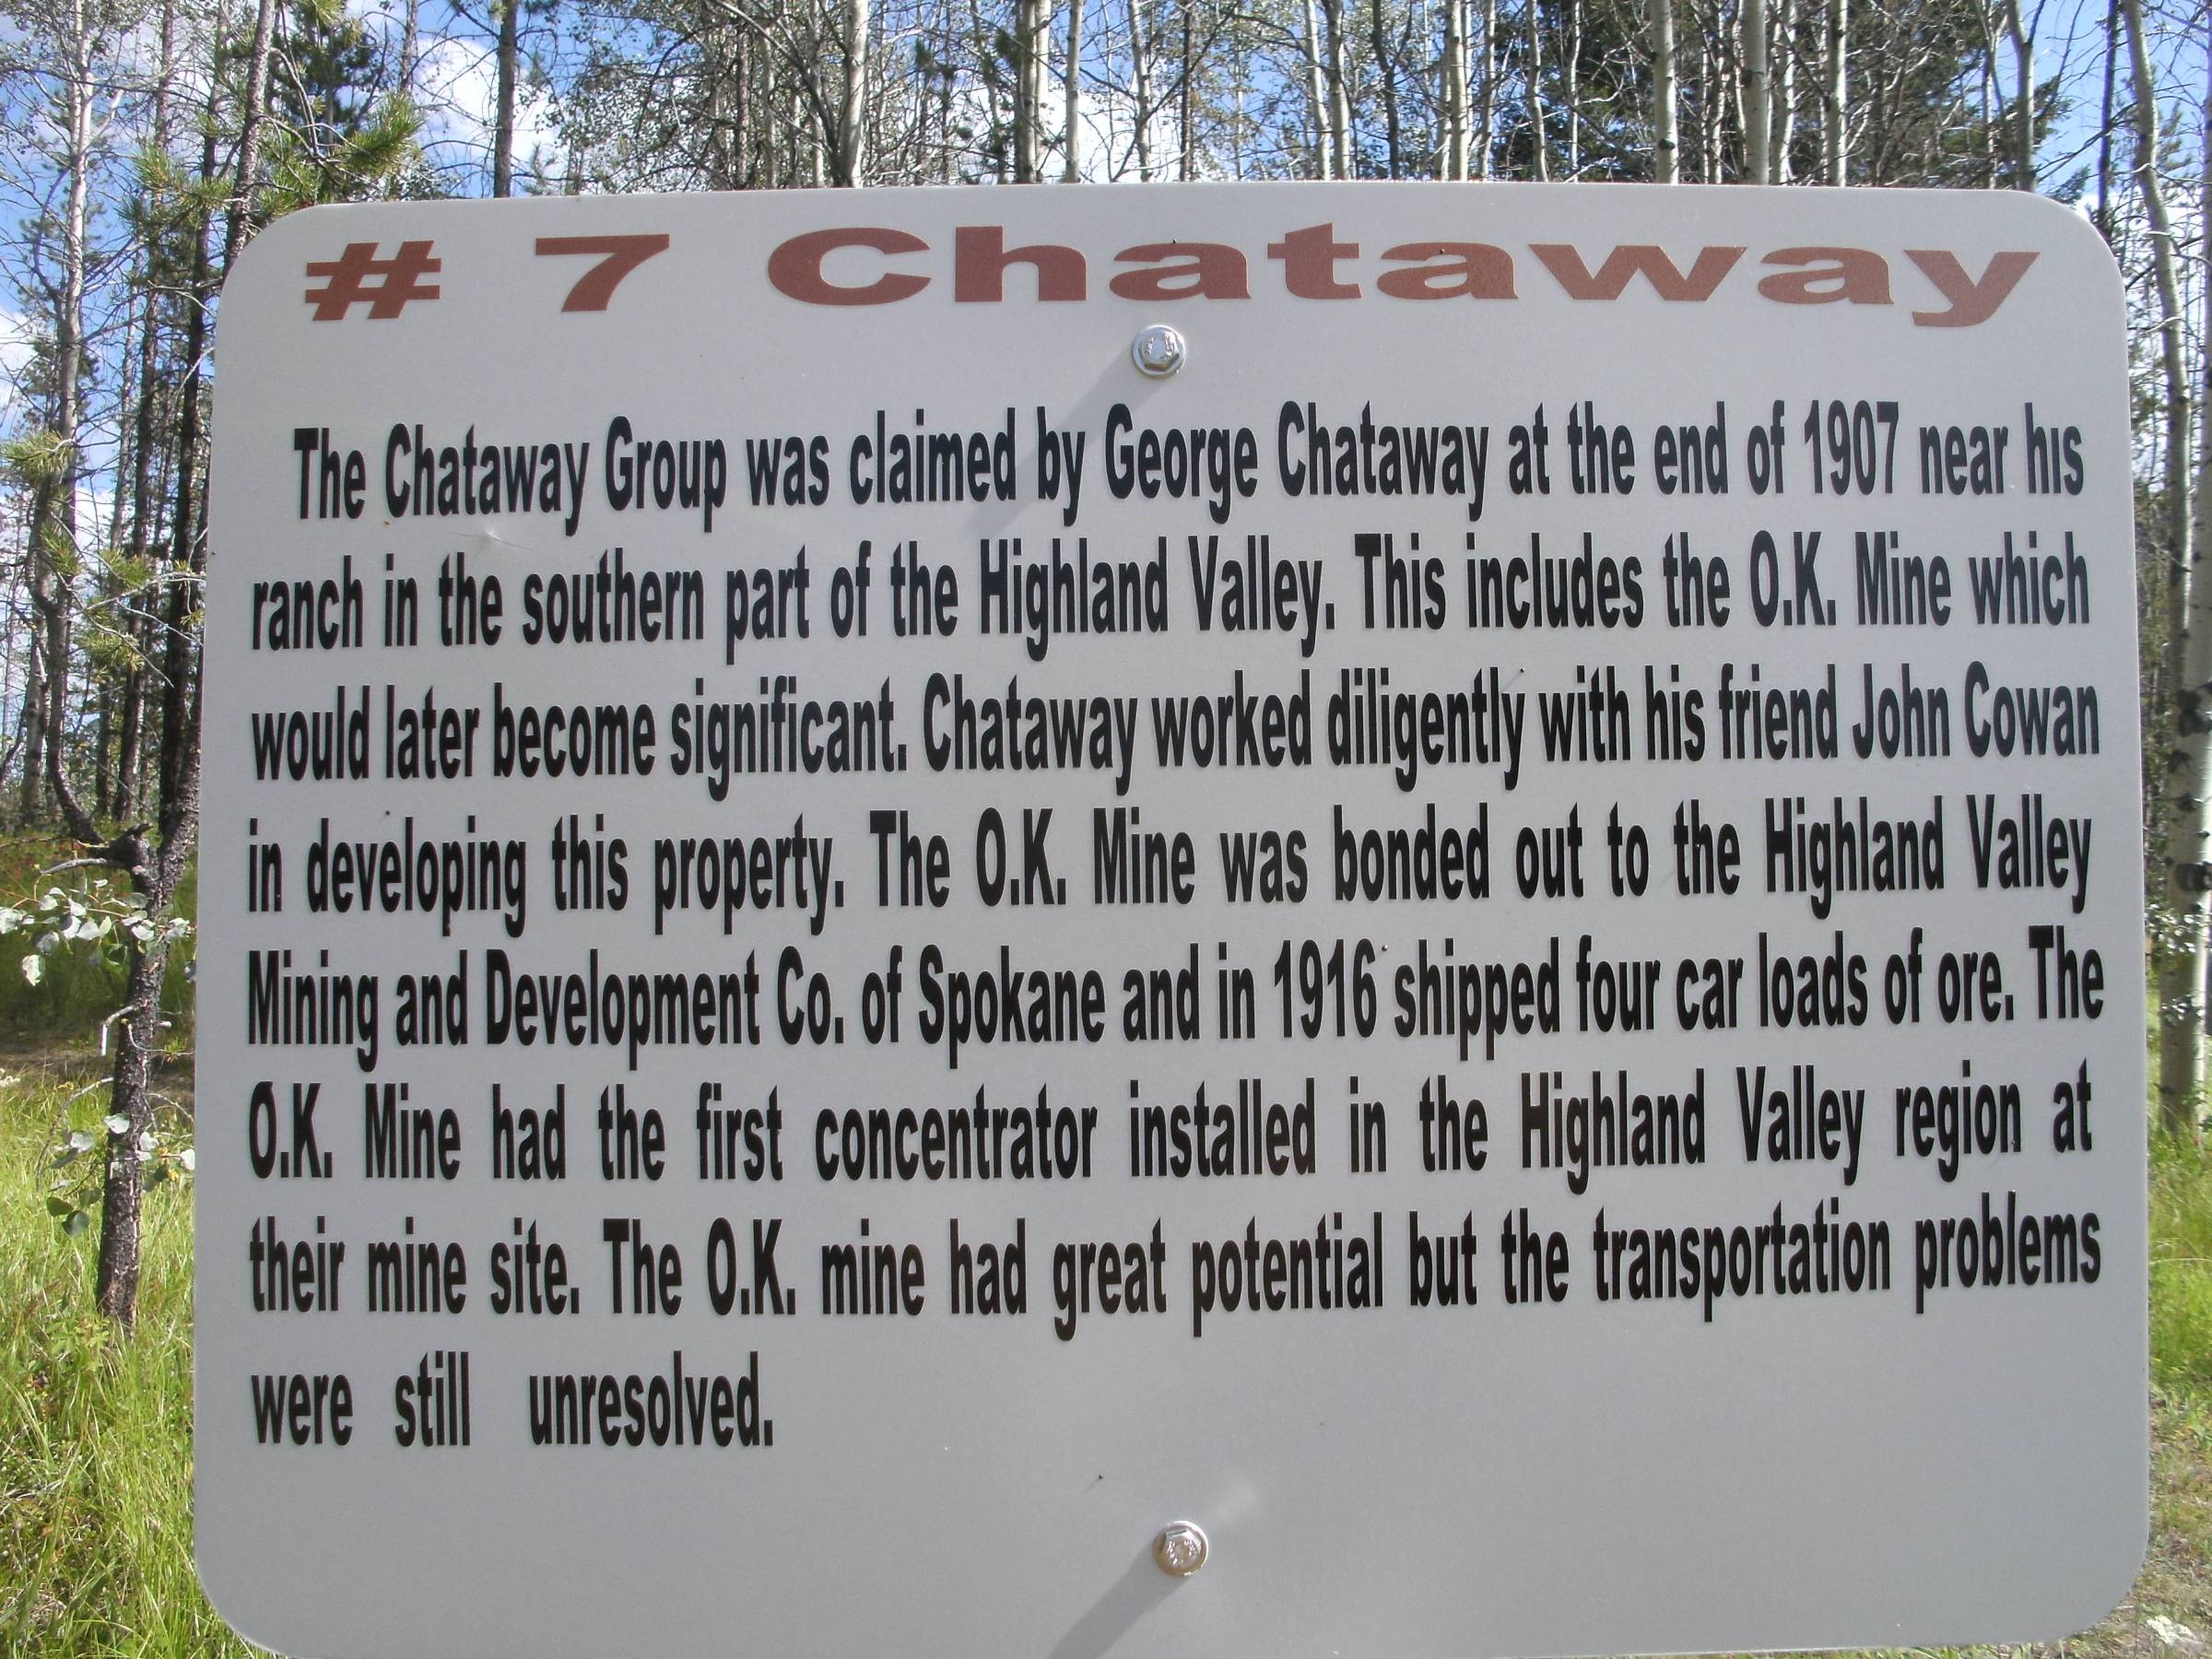 # 7 Chataway
The Chataway Group was claimed by George Chataway at the end of 1907 near his
ranch in the southern part of the Highland Valley. This includes the O.K. Mine which
would later become significant. Chataway worked diligently with his friend John Cowan
in developing this property. The O.K. Mine was bonded out to the Highland Valley
Mining and Development Co. of Spokane and in 1916 shipped four car loads of ore. The
O.K. Mine had the first concentrator installed in the Highland Valley region at
their mine site. The O.K. mine had great potential but the transportation problems
were still unresolved.